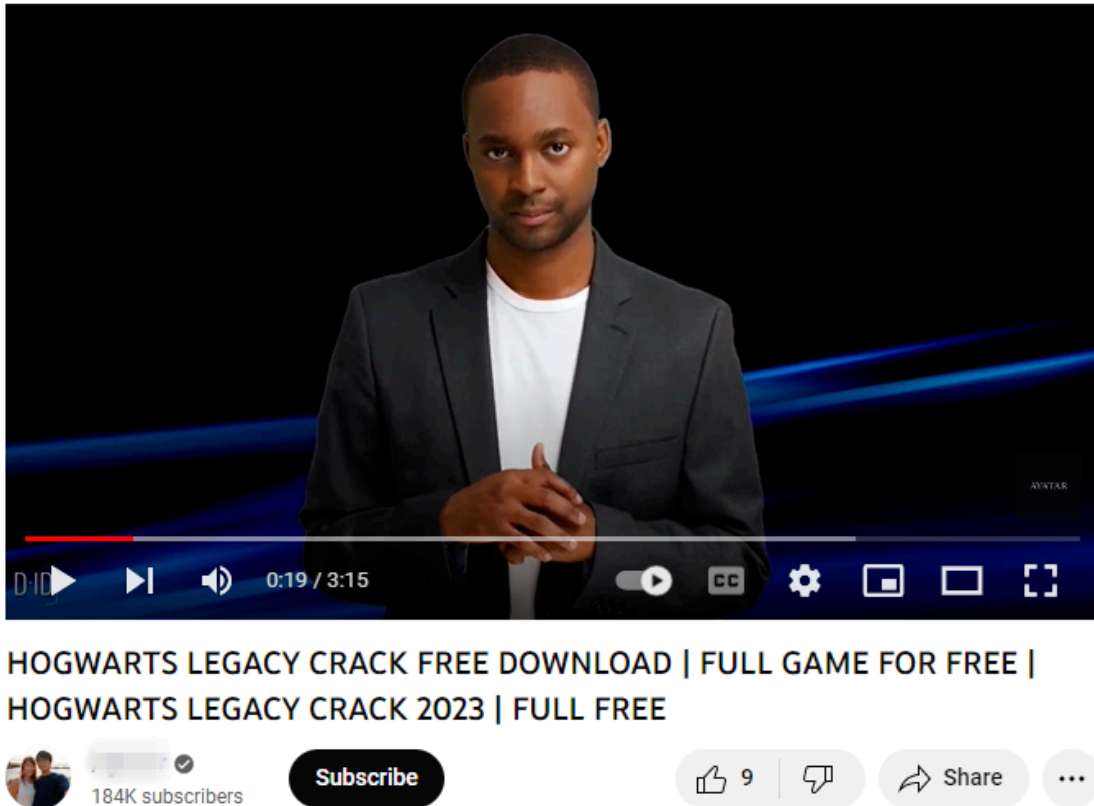 AVATAR
D-ID
0:19 / 3:15
CC
HOGWARTS LEGACY CRACK FREE DOWNLOAD | FULL GAME FOR FREE |
HOGWARTS LEGACY CRACK 2023 | FULL FREE
184K subscribers
Subscribe
9
Share